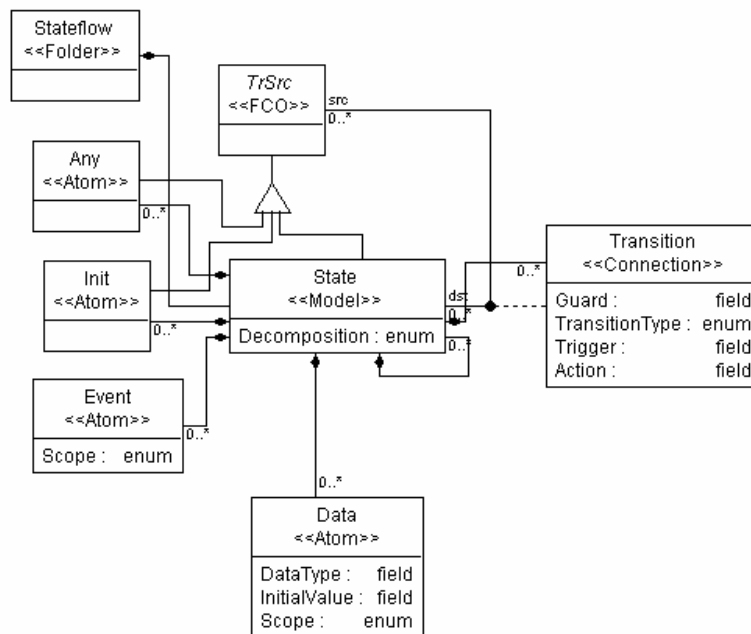 Stateflow
<<Folder>>
TrSrc
<<FCO>>
src
0..*
Any
<<Atom>>
0..*
Init
<<Atom>>
0..*
State
<<Model>>
Decomposition : enum
dst
0..*
0..*
Transition
<<Connection>>
0..*
Guard : field
TransitionType : enum
Trigger : field
Action : field
Event
<<Atom>>
Scope : enum
0..*
0..*
Data
<<Atom>>
DataType : field
InitialValue : field
Scope : enum